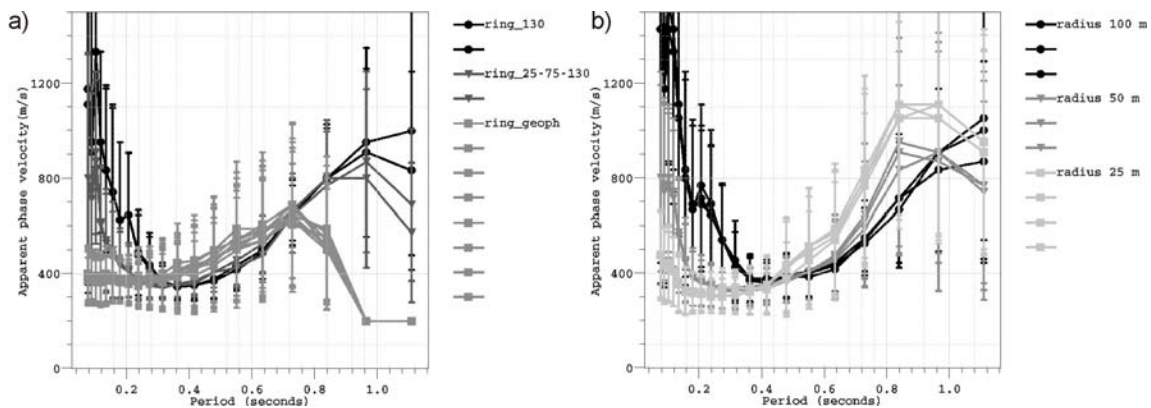 a)
Apparent phase velocity(m/s)
1200
800
400
0
0.2 0.4 0.6 0.8 1.0
Period (seconds)
ring_130
ring_25-75-130
ring_geoph
b)
Apparent phase velocity(m/s)
1200
800
400
0
0.2 0.4 0.6 0.8 1.0
Period (seconds)
radius 100 m
radius 50 m
radius 25 m